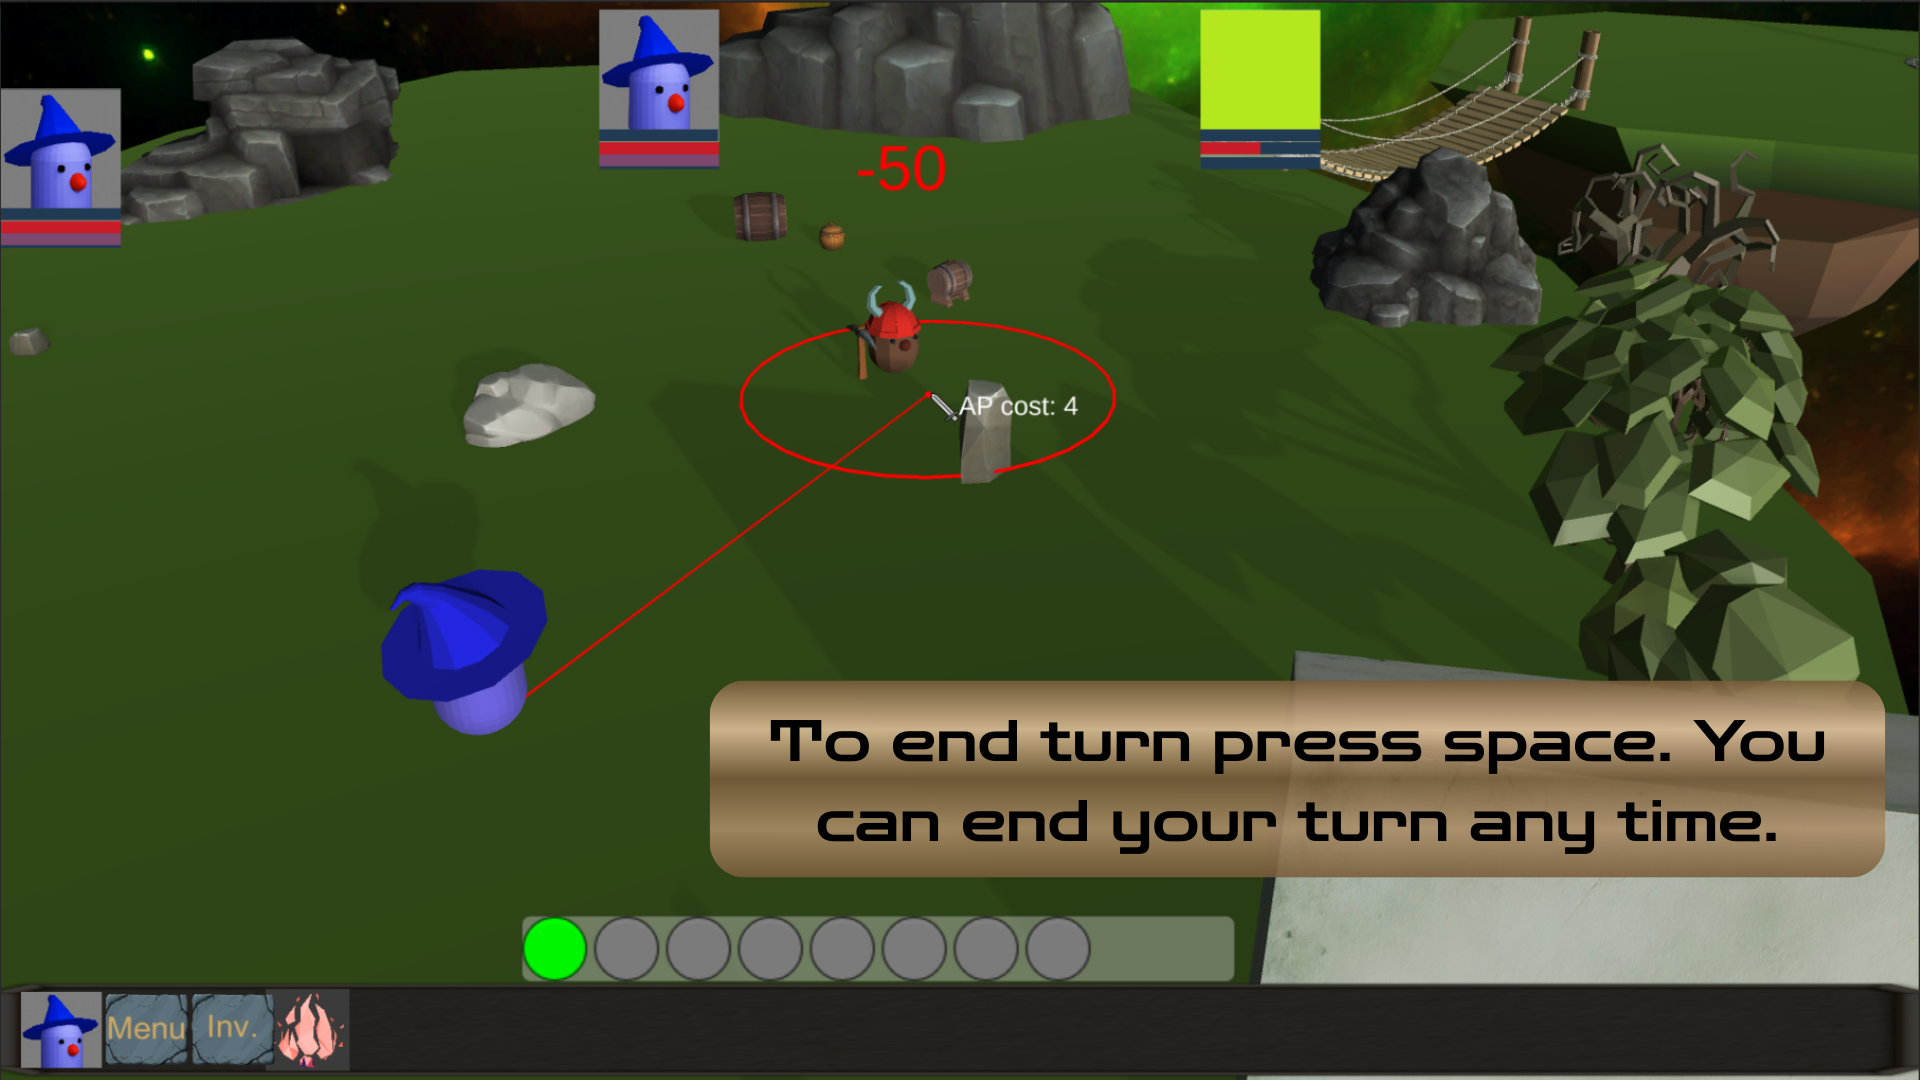 -50
AP cost: 4
To end turn press space. You
can end your turn any time.
Menu
Inv.